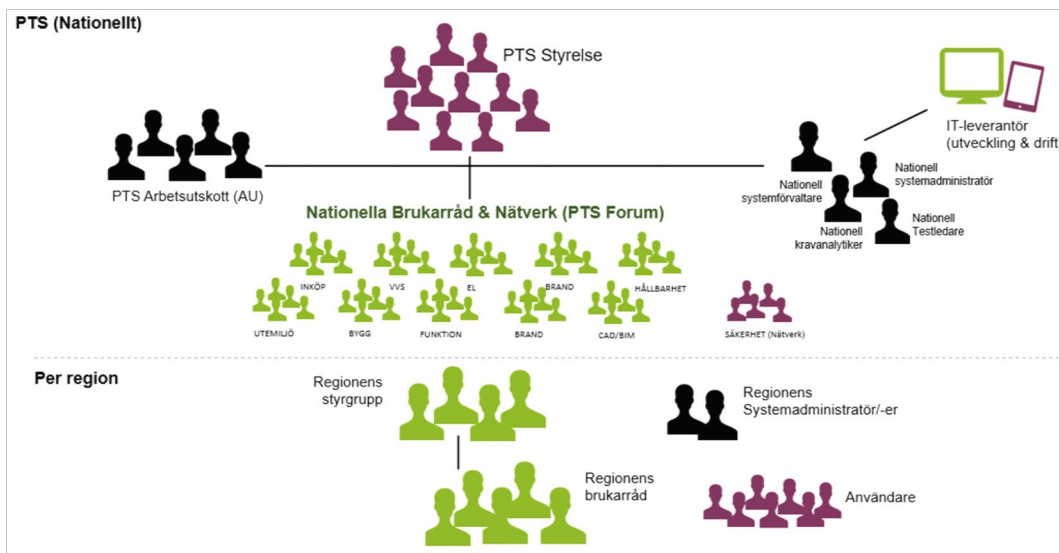 PTS (Nationellt)
PTS Styrelse
IT-leverantör
(utveckling & drift
PTS Arbetsutskott (AU)
Nationell
systemförvaltare
Nationell
systemadministratör
Nationell
kravanalytiker
Nationell
Testledare
Nationella Brukarråd & Nätverk (PTS Forum)
INKÖP
VVS
EL
BRAND
HÅLLBARHET
UTEMILJÖ
BYGG
FUNKTION
BRAND
CAD/BIM
SÄKERHET (Nätverk)
Per region
Regionens
styrgrupp
Regionens
Systemadministratör/-er
Regionens
brukarråd
Användare